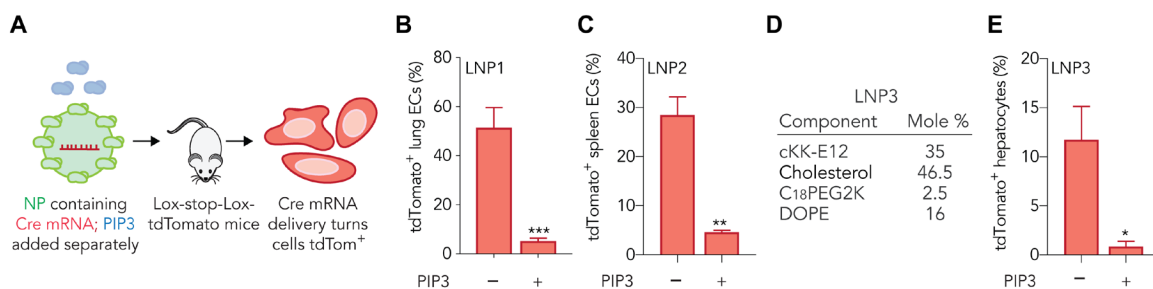 A
NP containing
Cre mRNA; PIP3
added separately
Lox-stop-Lox-
tdTomato mice
Cre mRNA
delivery turns
cells tdTom⁺
B
tdTomato⁺ lung ECs (%)
80
60
40
20
0
LNP1
***
PIP3 − +
C
tdTomato⁺ spleen ECs (%)
40
30
20
10
0
LNP2
**
PIP3 − +
D
LNP3
Component Mole %
cKK-E12 35
Cholesterol 46.5
C₁₈PEG2K 2.5
DOPE 16
E
tdTomato⁺ hepatocytes (%)
20
15
10
5
0
LNP3
*
PIP3 − +